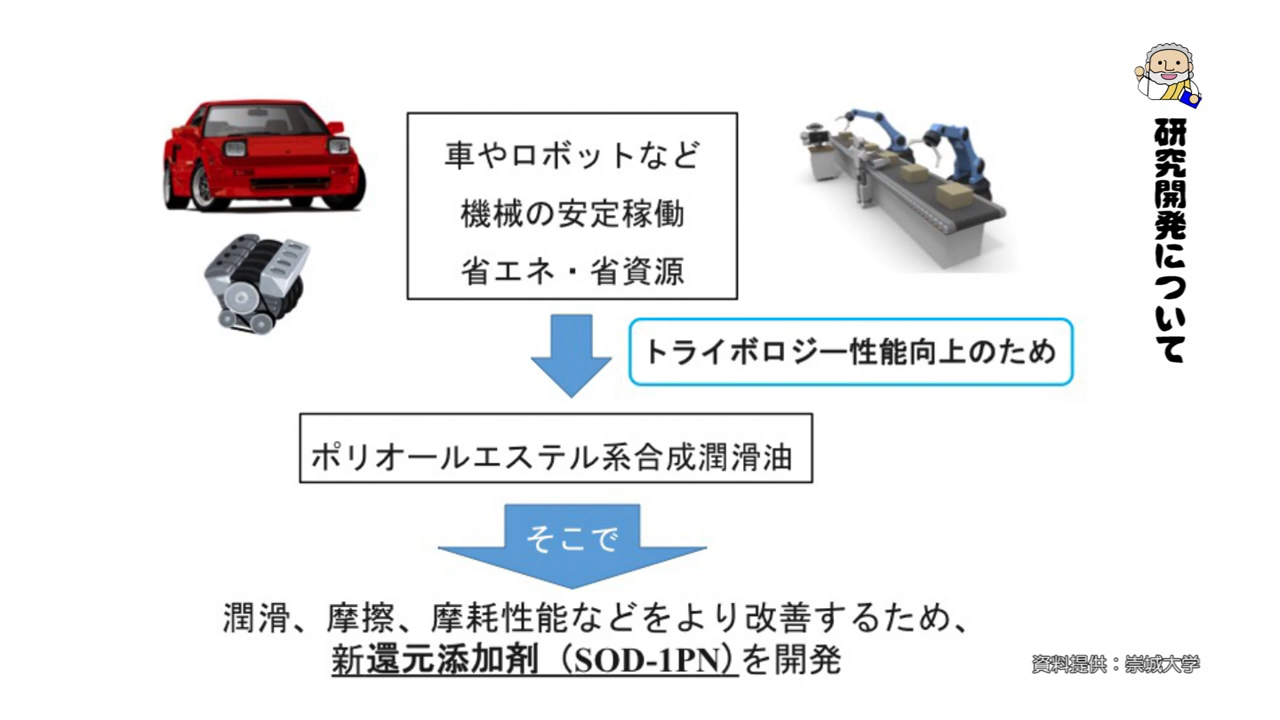 研究開発について
車やロボットなど
機械の安定稼働
省エネ・省資源
トライボロジー性能向上のため
ポリオールエステル系合成潤滑油
そこで
潤滑、摩擦、摩耗性能などをより改善するため、
新還元添加剤（SOD-1PN）を開発
資料提供：崇城大学